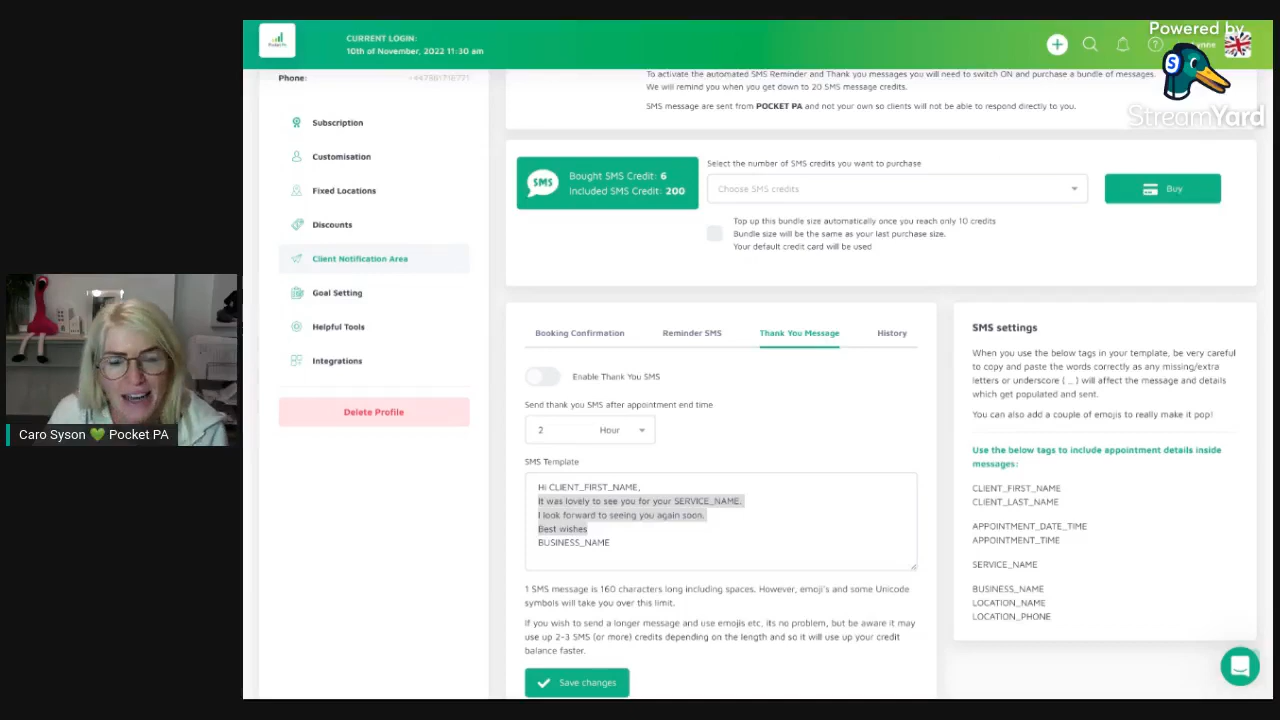 Powered by
StreamYard
Pocket PA
CURRENT LOGIN:
10th of November, 2022 11:30 am
Phone:
Subscription
Customisation
Fixed Locations
Discounts
Client Notification Area
Goal Setting
Helpful Tools
Integrations
Delete Profile
To activate the automated SMS Reminder and Thank you messages you will need to switch ON and purchase a bundle of messages.
We will remind you when you get down to 20 SMS message credits.
SMS message are sent from POCKET PA and not your own so clients will not be able to respond directly to you.
SMS
Bought SMS Credit: 6
Included SMS Credit: 200
Select the number of SMS credits you want to purchase
Choose SMS credits
Buy
Top up this bundle size automatically once you reach only 10 credits
Bundle size will be the same as your last purchase size.
Your default credit card will be used
Booking Confirmation
Reminder SMS
Thank You Message
History
Enable Thank You SMS
Send thank you SMS after appointment end time
2 Hour
SMS Template
Hi CLIENT_FIRST_NAME,
It was lovely to see you for your SERVICE_NAME.
I look forward to seeing you again soon.
Best wishes
BUSINESS_NAME
1 SMS message is 160 characters long including spaces. However, emoji's and some Unicode
symbols will take you over this limit.
If you wish to send a longer message and use emojis etc, its no problem, but be aware it may
use up 2-3 SMS (or more) credits depending on the length and so it will use up your credit
balance faster.
Save changes
SMS settings
When you use the below tags in your template, be very careful
to copy and paste the words correctly as any missing/extra
letters or underscore ( _ ) will affect the message and details
which get populated and sent.
You can also add a couple of emojis to really make it pop!
Use the below tags to include appointment details inside
messages:
CLIENT_FIRST_NAME
CLIENT_LAST_NAME
APPOINTMENT_DATE_TIME
APPOINTMENT_TIME
SERVICE_NAME
BUSINESS_NAME
LOCATION_NAME
LOCATION_PHONE
Caro Syson 💚 Pocket PA